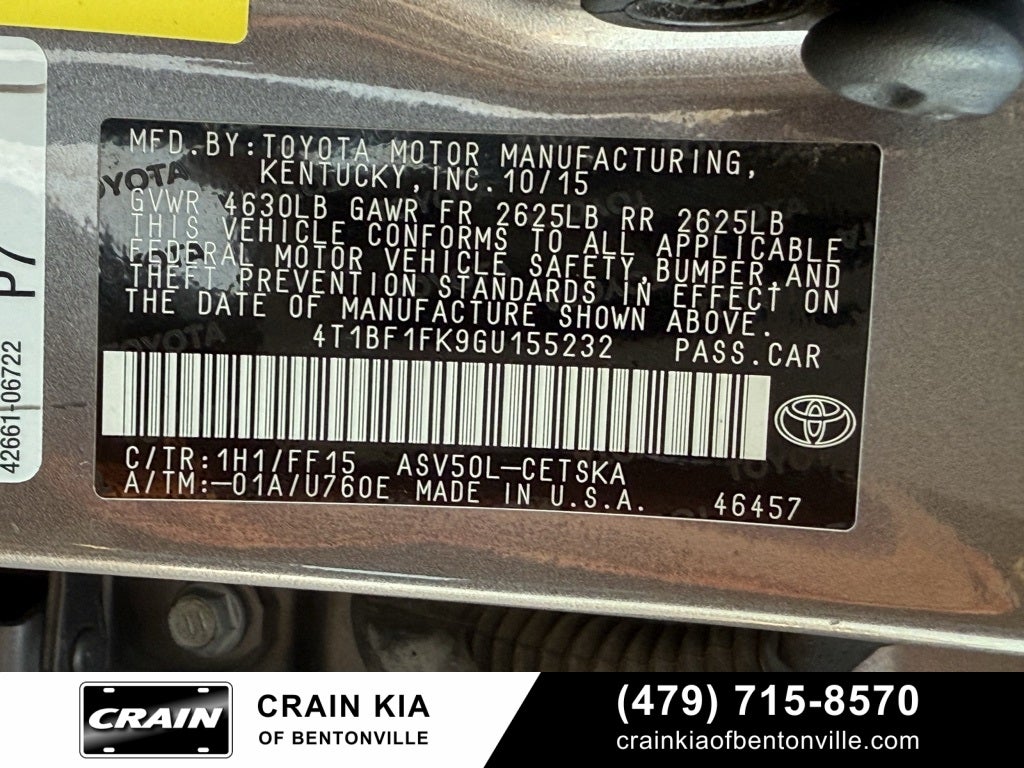 MFD.BY:TOYOTA MOTOR MANUFACTURING,
KENTUCKY,INC.10/15
GVWR 4630LB GAWR FR 2625LB RR 2625LB
THIS VEHICLE CONFORMS TO ALL APPLICABLE
FEDERAL MOTOR VEHICLE SAFETY,BUMPER,AND
THEFT PREVENTION STANDARDS IN EFFECT ON
THE DATE OF MANUFACTURE SHOWN ABOVE.
4T1BF1FK9GU155232 PASS.CAR
C/TR:1H1/FF15 ASV50L-CETSKA
A/TM:-01A/U760E MADE IN U.S.A. 46457
42661-06722
P7
CRAIN
CRAIN KIA
OF BENTONVILLE
(479) 715-8570
crainkiaofbentonville.com